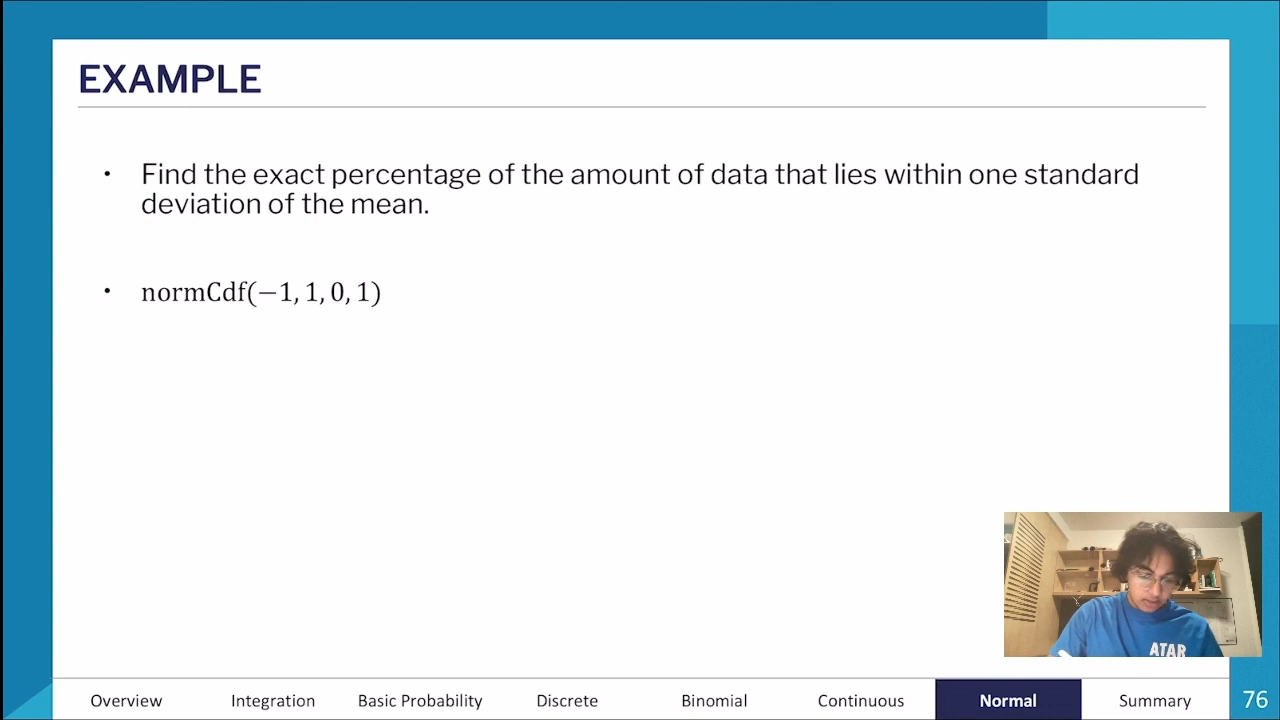 EXAMPLE
• Find the exact percentage of the amount of data that lies within one standard
deviation of the mean.
• normCdf(−1, 1, 0, 1)
ATAR
Overview Integration Basic Probability Discrete Binomial Continuous Normal Summary 76